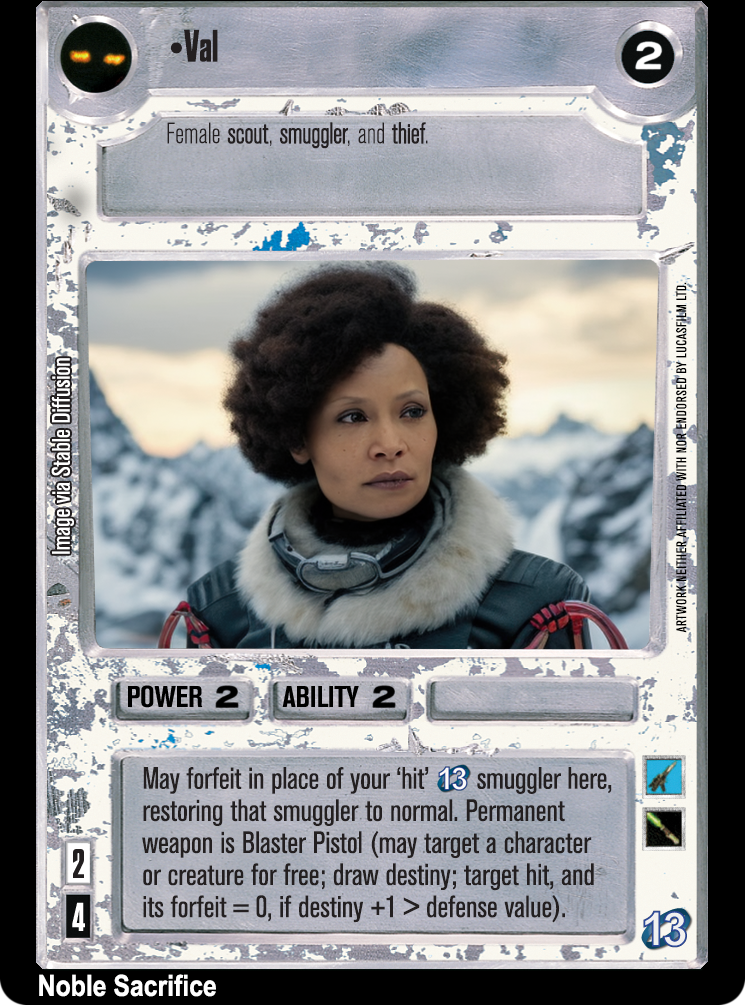 •Val
2
Female scout, smuggler, and thief.
Image via Stable Diffusion
ARTWORK NEITHER AFFILIATED WITH NOR ENDORSED BY LUCASFILM LTD.
POWER 2
ABILITY 2
May forfeit in place of your ‘hit’ 13 smuggler here,
restoring that smuggler to normal. Permanent
weapon is Blaster Pistol (may target a character
or creature for free; draw destiny; target hit, and
its forfeit = 0, if destiny +1 > defense value).
2
4
13
Noble Sacrifice